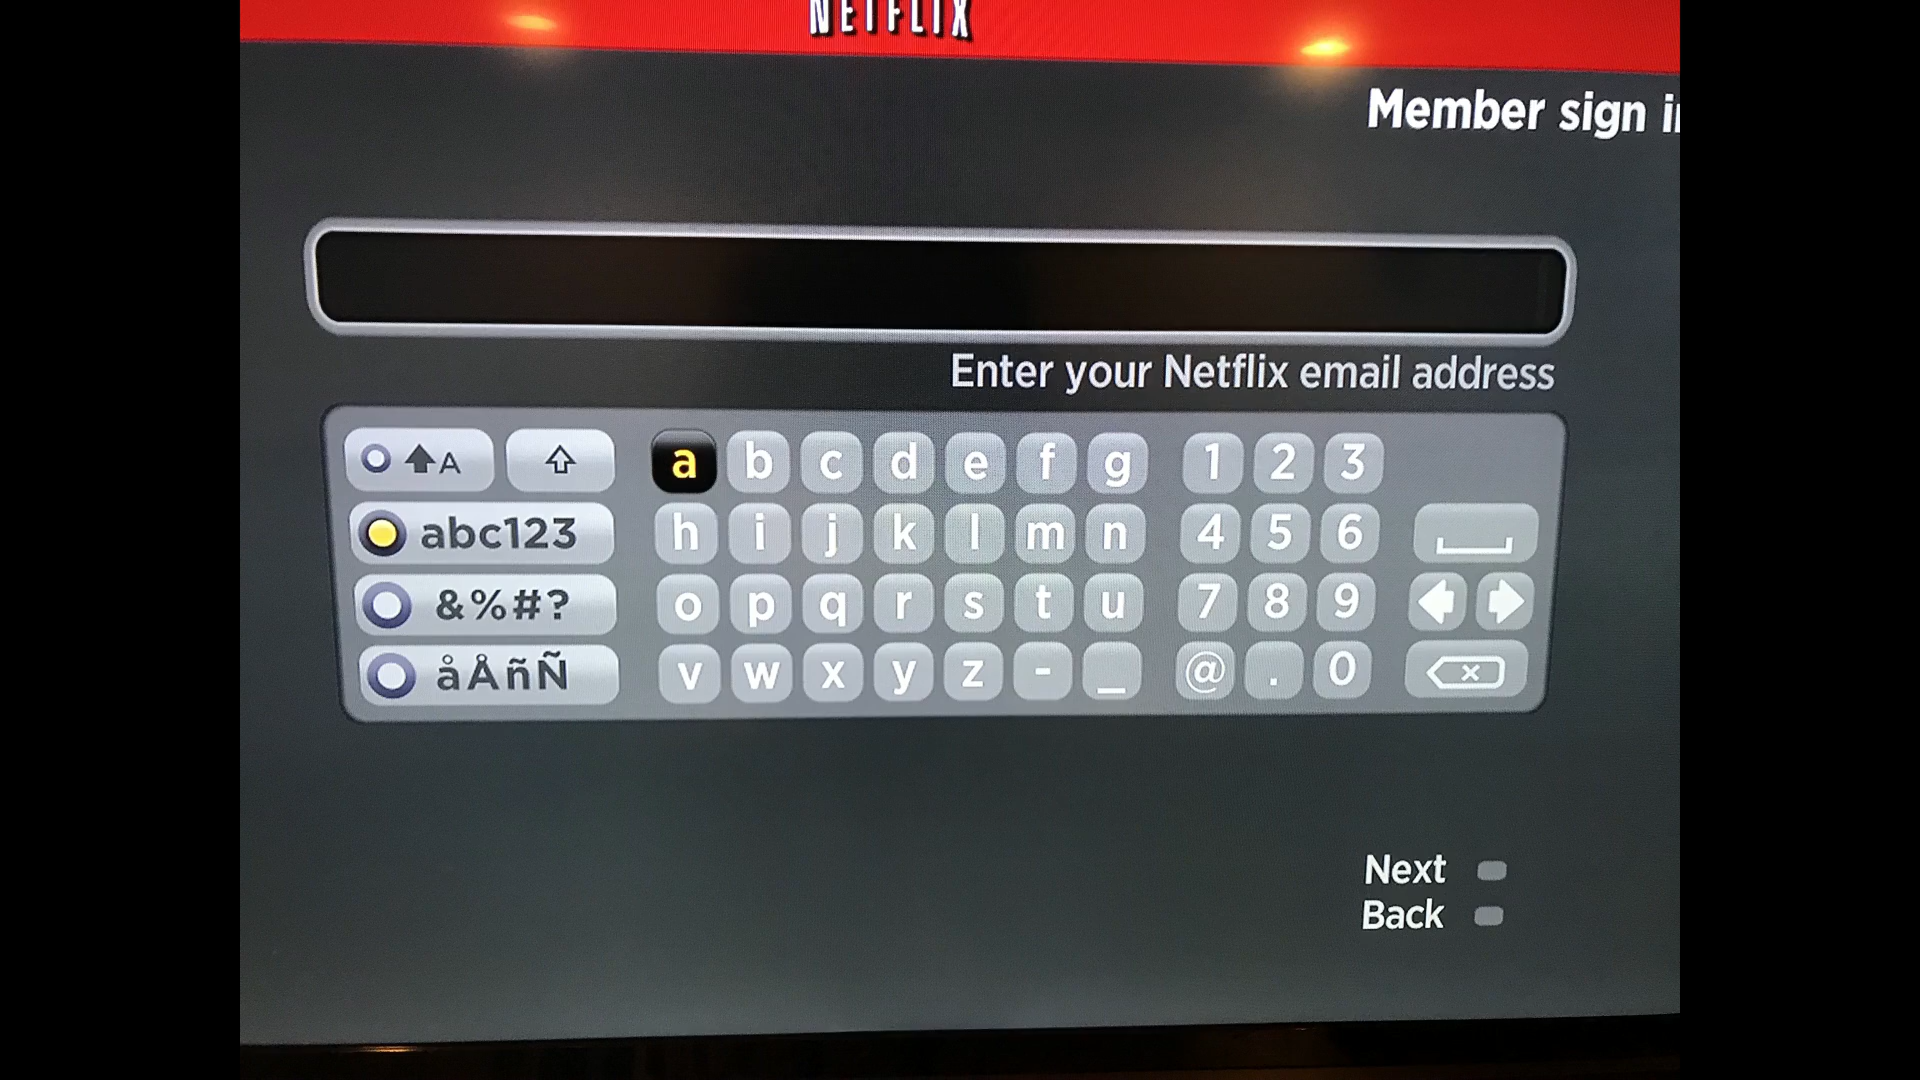 NETFLIX
Member sign in
Enter your Netflix email address
A a b c d e f g 1 2 3
abc123 h i j k l m n 4 5 6
&%#? o p q r s t u 7 8 9
åÅñÑ v w x y z - _ @ . 0
Next
Back